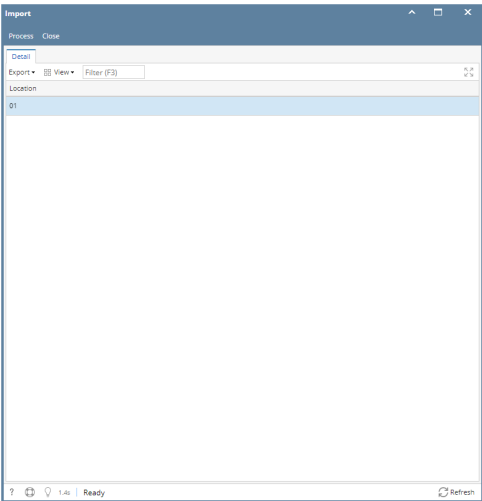 Import
Process Close
Detail
Export View Filter (F3)
Location
01
? 1.4s Ready Refresh